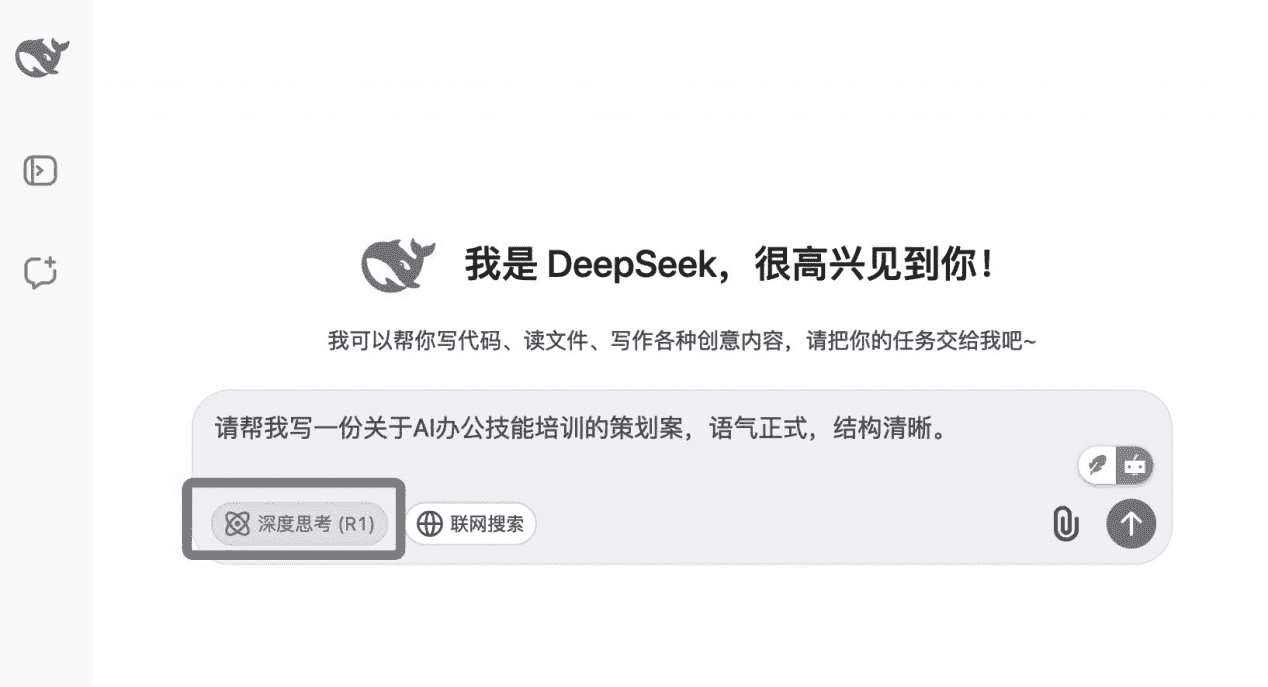 我是 DeepSeek，很高兴见到你！
我可以帮你写代码、读文件、写作各种创意内容，请把你的任务交给我吧~
请帮我写一份关于AI办公技能培训的策划案，语气正式，结构清晰。
深度思考 (R1) 联网搜索